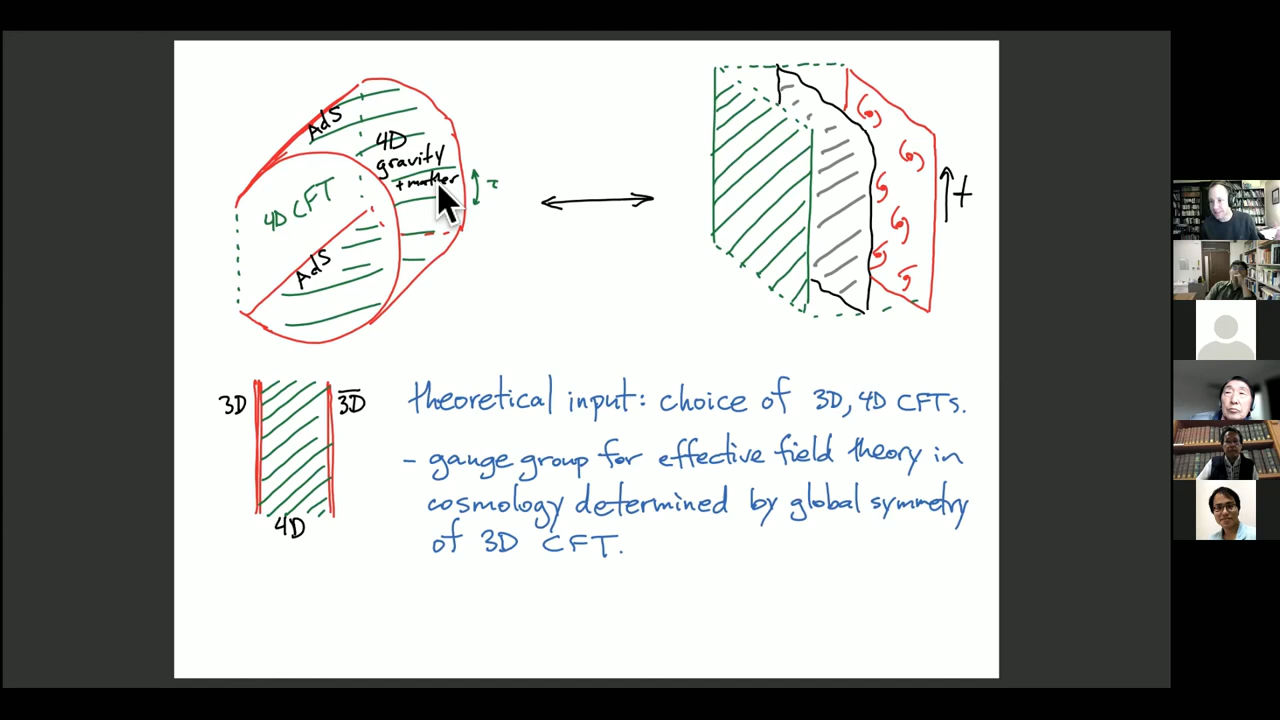 AdS
4D
gravity
+ matter
τ
4D CFT
AdS
t
3D
3D
4D
theoretical input: choice of 3D, 4D CFTs.
- gauge group for effective field theory in
cosmology determined by global symmetry
of 3D CFT.